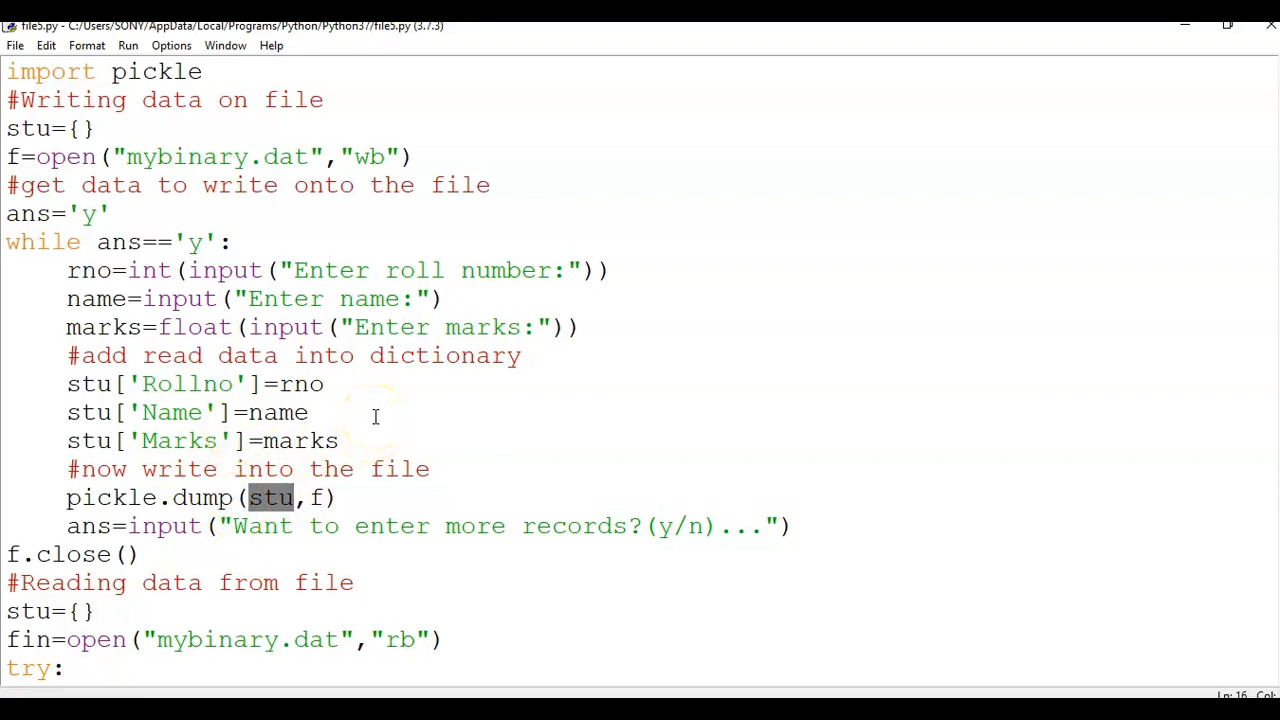 file5.py - C:/Users/SONY/AppData/Local/Programs/Python/Python37/file5.py (3.7.3)
File Edit Format Run Options Window Help
import pickle
#Writing data on file
stu={}
f=open("mybinary.dat","wb")
#get data to write onto the file
ans='y'
while ans=='y':
    rno=int(input("Enter roll number:"))
    name=input("Enter name:")
    marks=float(input("Enter marks:"))
    #add read data into dictionary
    stu['Rollno']=rno
    stu['Name']=name
    stu['Marks']=marks
    #now write into the file
    pickle.dump(stu,f)
    ans=input("Want to enter more records?(y/n)...")
f.close()
#Reading data from file
stu={}
fin=open("mybinary.dat","rb")
try:
Ln: 16 Col: